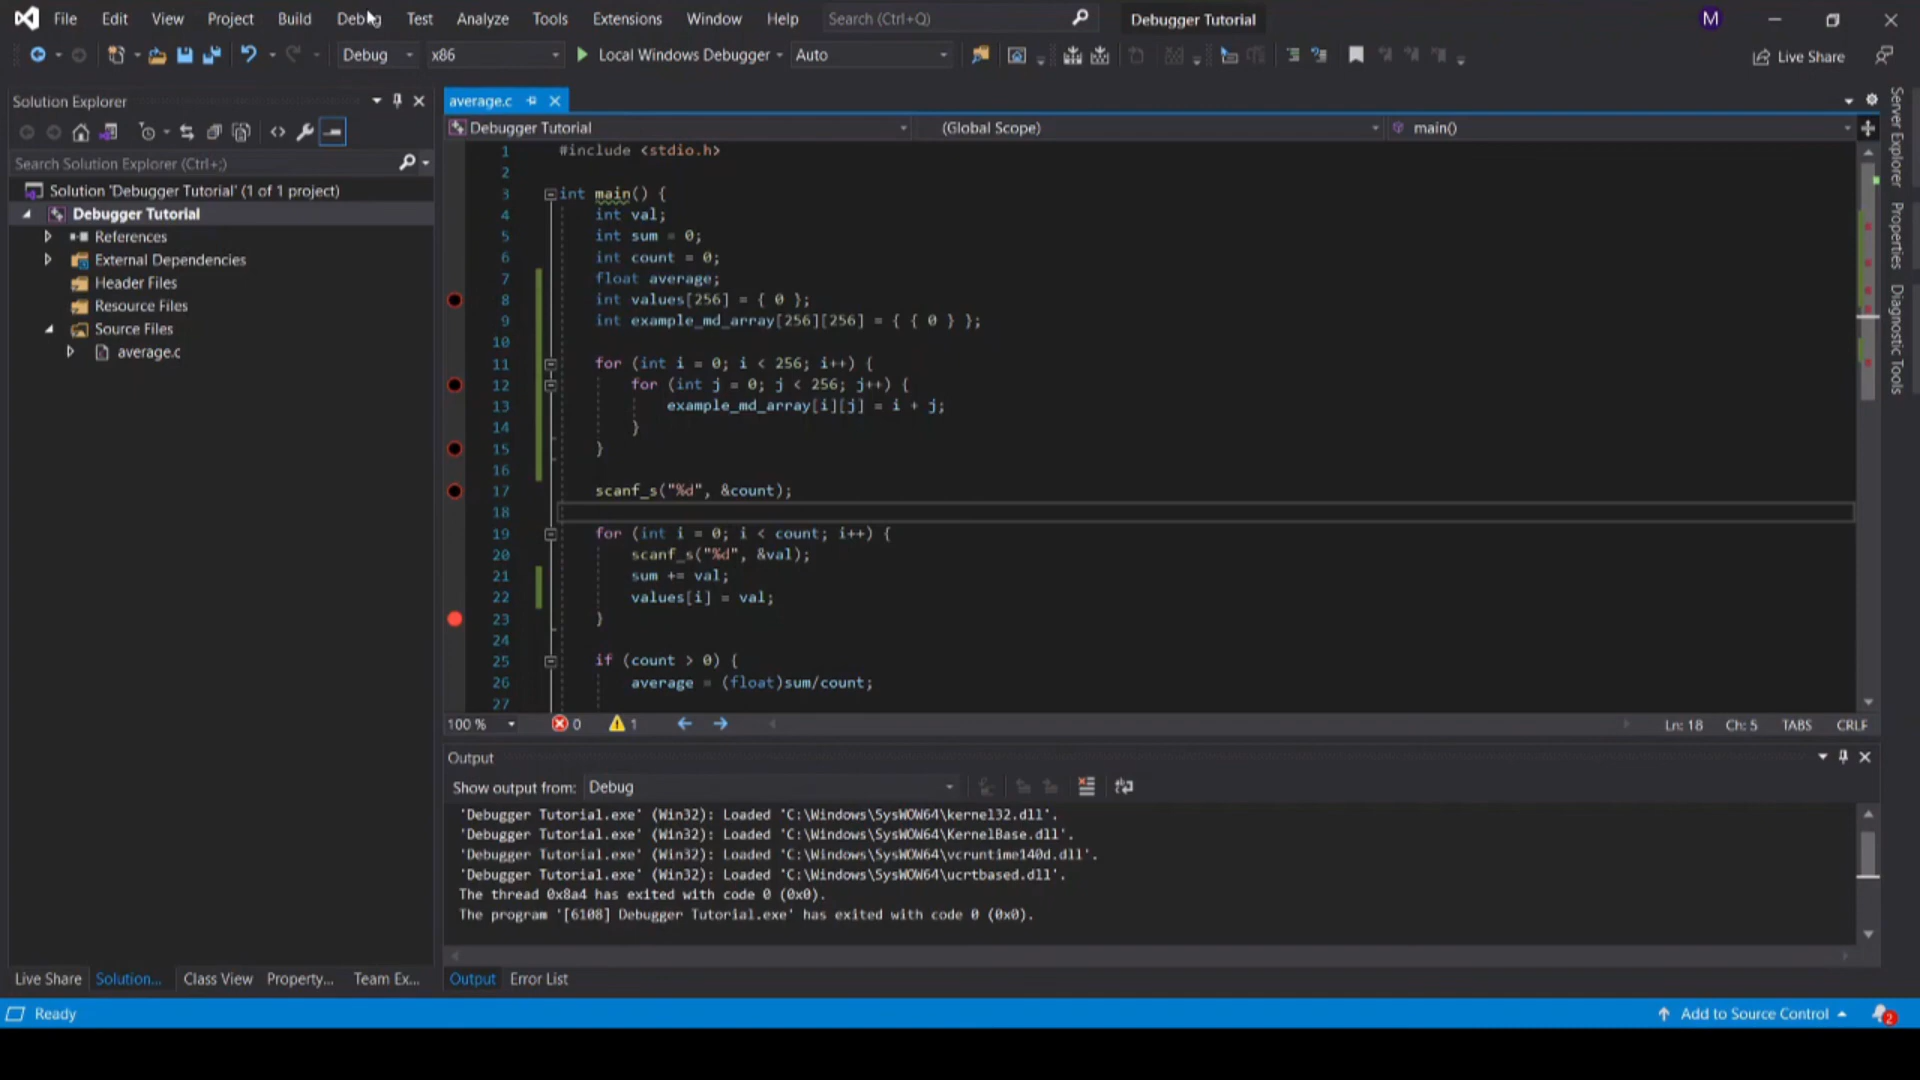 File Edit View Project Build Debug Test Analyze Tools Extensions Window Help Search (Ctrl+Q) Debugger Tutorial M
Debug x86 Local Windows Debugger Auto Live Share
Solution Explorer
Search Solution Explorer (Ctrl+;)
Solution 'Debugger Tutorial' (1 of 1 project)
Debugger Tutorial
References
External Dependencies
Header Files
Resource Files
Source Files
average.c
average.c
Debugger Tutorial (Global Scope) main()
1 #include <stdio.h>
2
3 int main() {
4 int val;
5 int sum = 0;
6 int count = 0;
7 float average;
8 int values[256] = { 0 };
9 int example_md_array[256][256] = { { 0 } };
10
11 for (int i = 0; i < 256; i++) {
12 for (int j = 0; j < 256; j++) {
13 example_md_array[i][j] = i + j;
14 }
15 }
16
17 scanf_s("%d", &count);
18
19 for (int i = 0; i < count; i++) {
20 scanf_s("%d", &val);
21 sum += val;
22 values[i] = val;
23 }
24
25 if (count > 0) {
26 average = (float)sum/count;
27
100 % 0 1 Ln: 18 Ch: 5 TABS CRLF
Output
Show output from: Debug
'Debugger Tutorial.exe' (Win32): Loaded 'C:\Windows\SysWOW64\kernel32.dll'.
'Debugger Tutorial.exe' (Win32): Loaded 'C:\Windows\SysWOW64\KernelBase.dll'.
'Debugger Tutorial.exe' (Win32): Loaded 'C:\Windows\SysWOW64\vcruntime140d.dll'.
'Debugger Tutorial.exe' (Win32): Loaded 'C:\Windows\SysWOW64\ucrtbased.dll'.
The thread 0x8a4 has exited with code 0 (0x0).
The program '[6108] Debugger Tutorial.exe' has exited with code 0 (0x0).
Live Share Solution... Class View Property... Team Ex... Output Error List
Ready Add to Source Control 2
Server Explorer
Properties
Diagnostic Tools